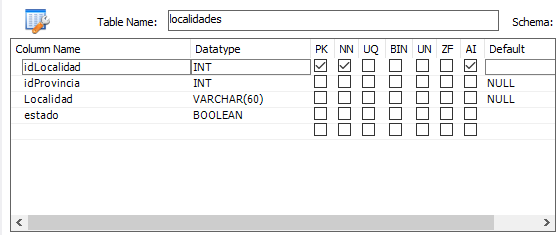 Table Name: localidades Schema:
Column Name Datatype PK NN UQ BIN UN ZF AI Default
idLocalidad INT
idProvincia INT NULL
Localidad VARCHAR(60) NULL
estado BOOLEAN